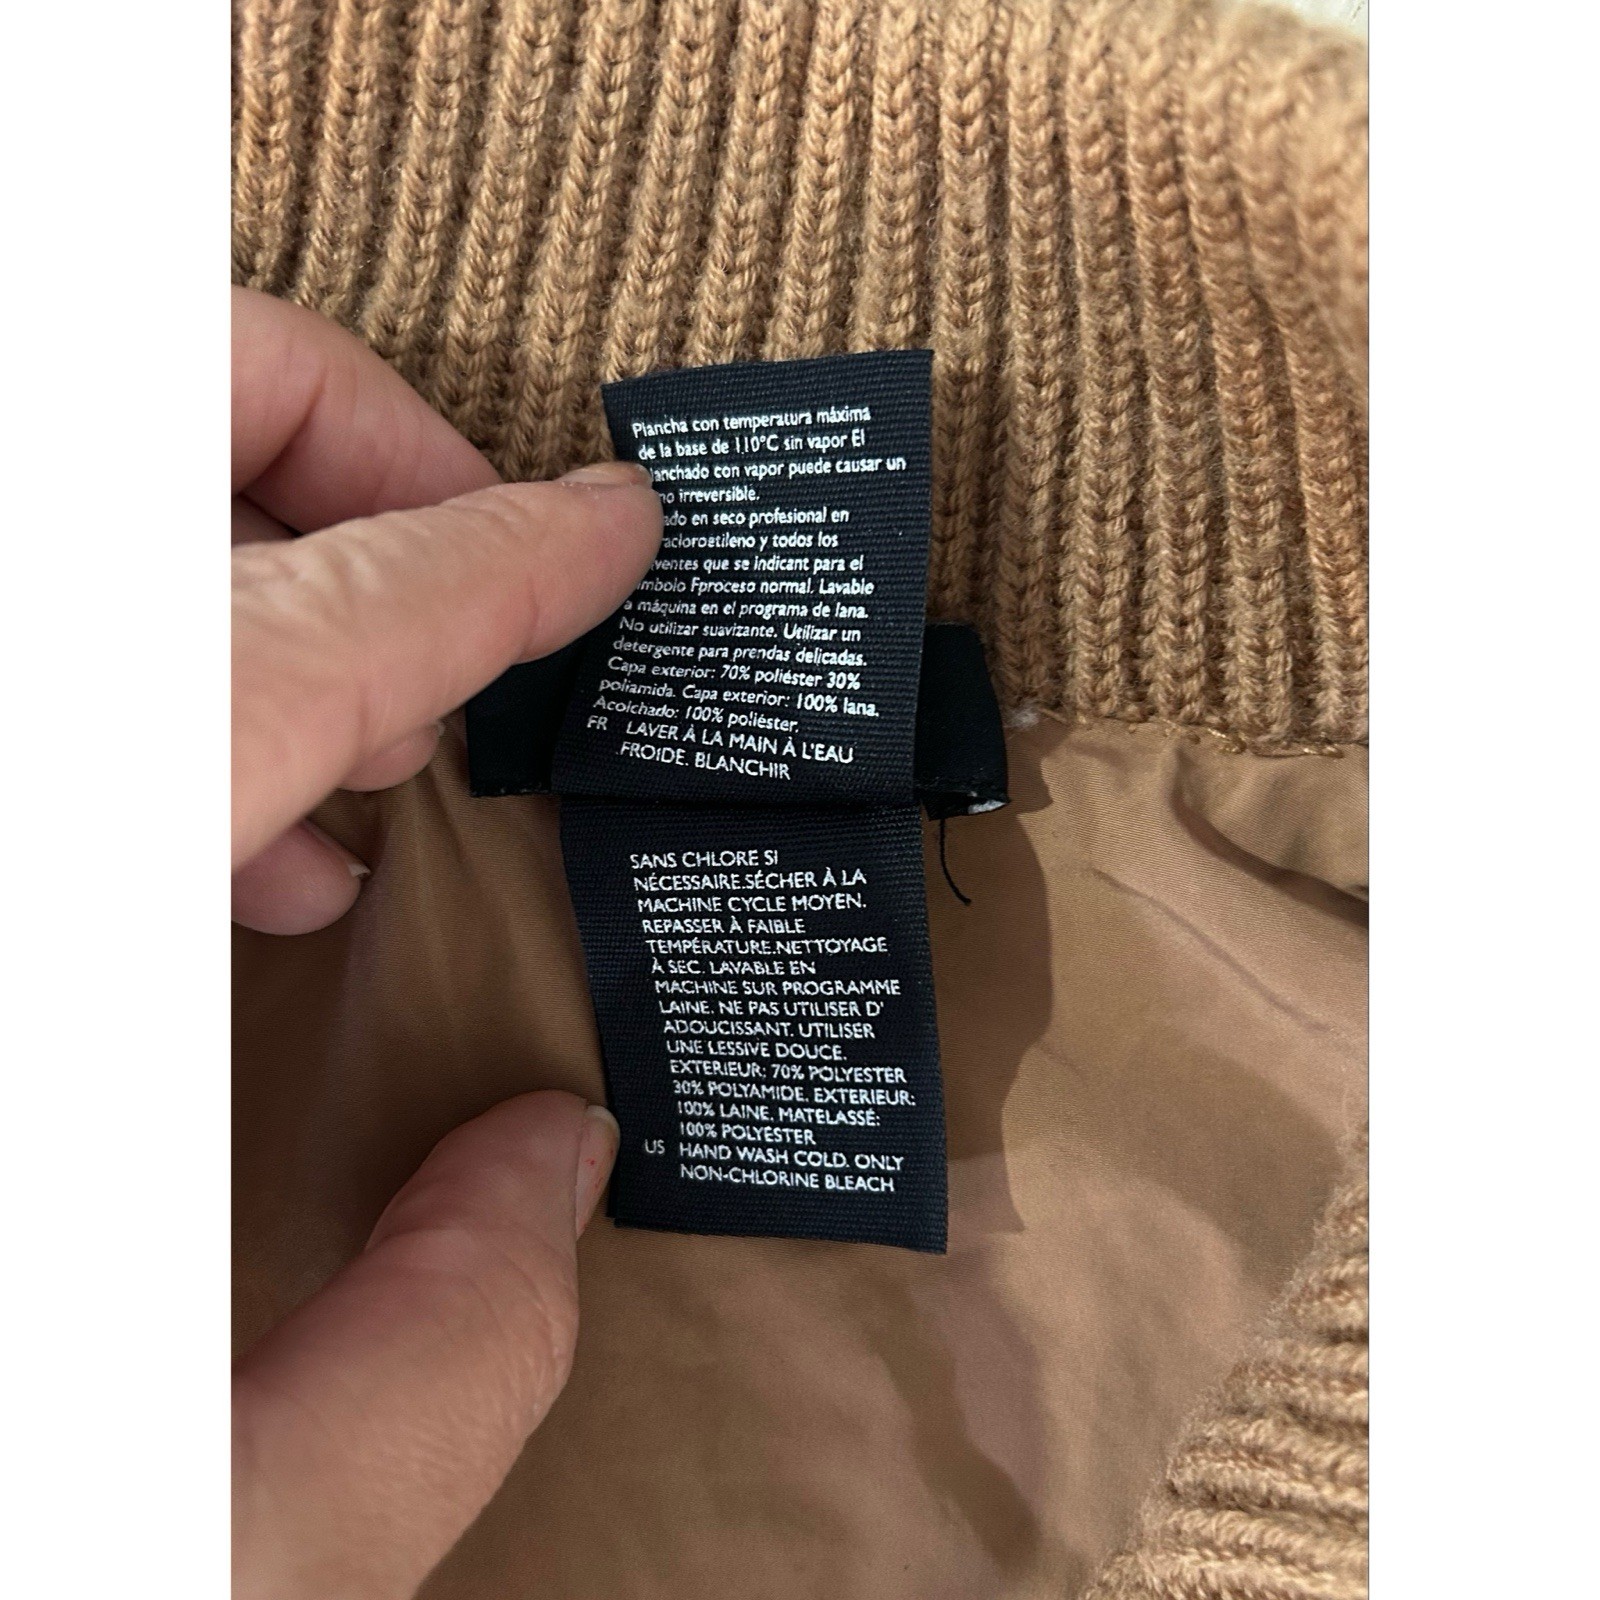 Plancha con temperatura máxima
de la base de 110°C sin vapor El
lanchado con vapor puede causar un
no irreversible.
ado en seco profesional en
racloroetileno y todos los
ventes que se indicant para el
mbolo Fproceso normal. Lavable
a máquina en el programa de lana.
No utilizar suavizante. Utilizar un
detergente para prendas delicadas.
Capa exterior: 70% poliéster 30%
poliamida. Capa exterior: 100% lana.
Acolchado: 100% poliéster.
FR LAVER À LA MAIN À L'EAU
FROIDE. BLANCHIR
SANS CHLORE SI
NÉCESSAIRE.SÉCHER À LA
MACHINE CYCLE MOYEN.
REPASSER À FAIBLE
TEMPÉRATURE.NETTOYAGE
À SEC. LAVABLE EN
MACHINE SUR PROGRAMME
LAINE. NE PAS UTILISER D'
ADOUCISSANT. UTILISER
UNE LESSIVE DOUCE.
EXTERIEUR: 70% POLYESTER
30% POLYAMIDE. EXTERIEUR:
100% LAINE. MATELASSÉ:
100% POLYESTER
US HAND WASH COLD. ONLY
NON-CHLORINE BLEACH